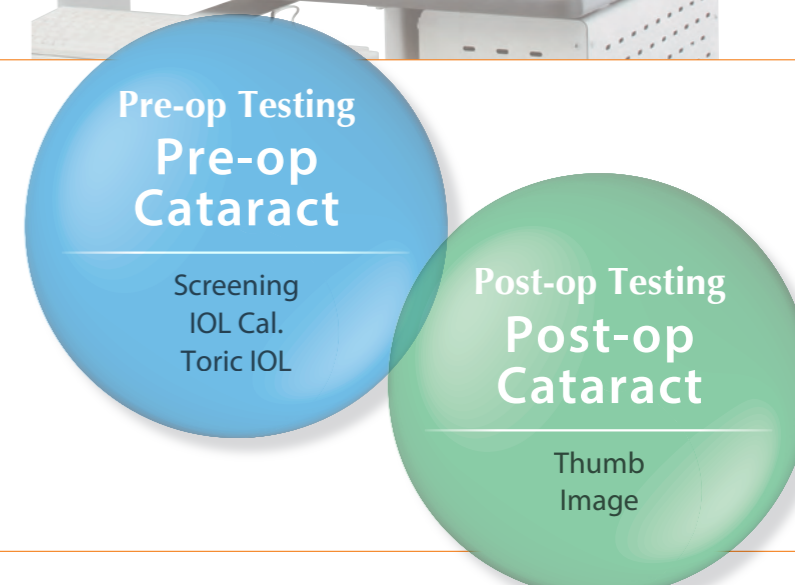 Pre-op Testing
Pre-op
Cataract
Screening
IOL Cal.
Toric IOL
Post-op Testing
Post-op
Cataract
Thumb
Image